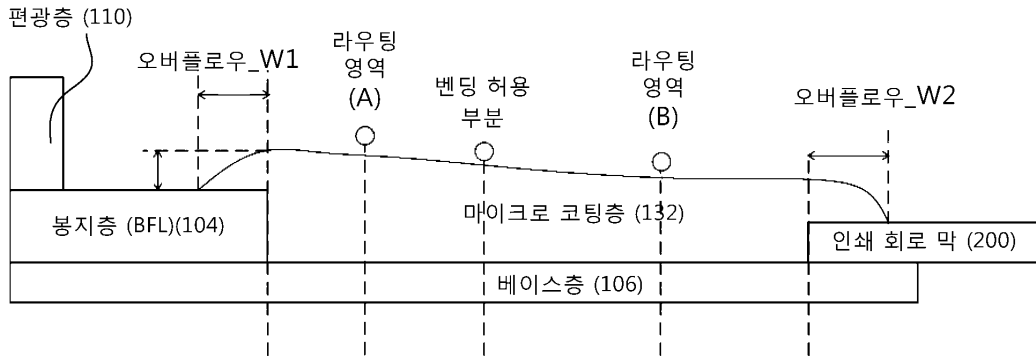 편광층 (110)
오버플로우_W1
라우팅
영역
(A)
벤딩 허용
부분
라우팅
영역
(B)
오버플로우_W2
봉지층 (BFL)(104)
마이크로 코팅층 (132)
인쇄 회로 막 (200)
베이스층 (106)